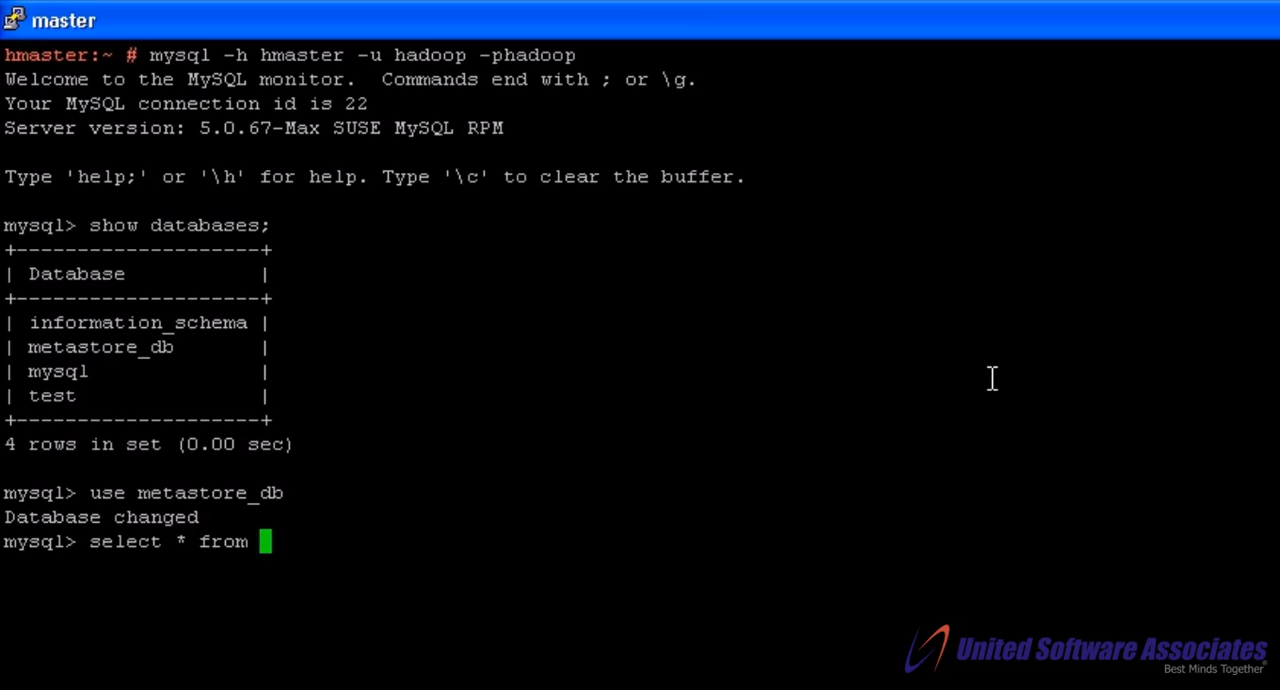 master
hmaster:~ # mysql -h hmaster -u hadoop -phadoop
Welcome to the MySQL monitor.  Commands end with ; or \g.
Your MySQL connection id is 22
Server version: 5.0.67-Max SUSE MySQL RPM
Type 'help;' or '\h' for help. Type '\c' to clear the buffer.
mysql> show databases;
+--------------------+
| Database           |
+--------------------+
| information_schema |
| metastore_db       |
| mysql              |
| test               |
+--------------------+
4 rows in set (0.00 sec)
mysql> use metastore_db
Database changed
mysql> select * from
United Software Associates
Best Minds Together®